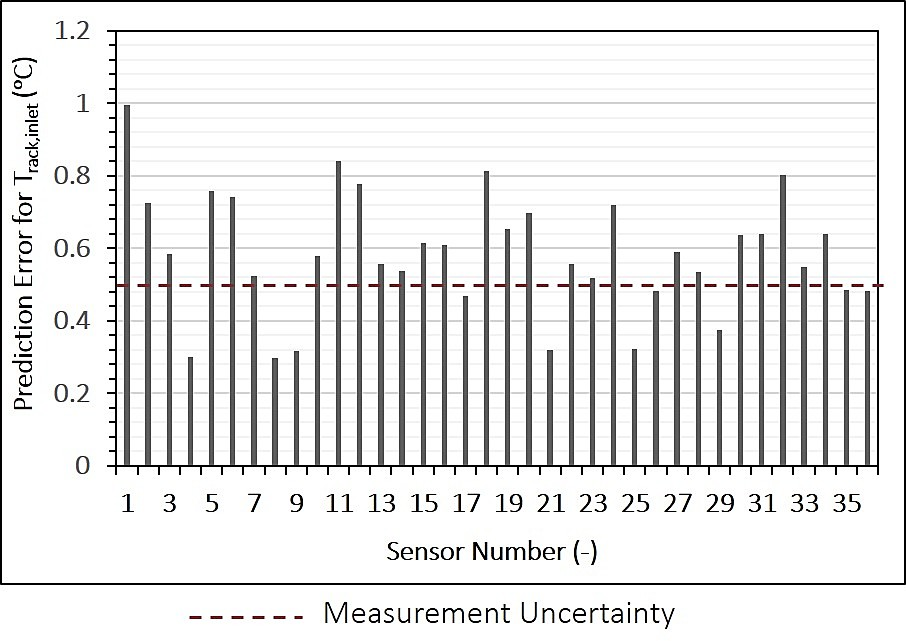 Prediction Error for Track,inlet (ºC)
1.2
1
0.8
0.6
0.4
0.2
0
1 3 5 7 9 11 13 15 17 19 21 23 25 27 29 31 33 35
Sensor Number (-)
Measurement Uncertainty